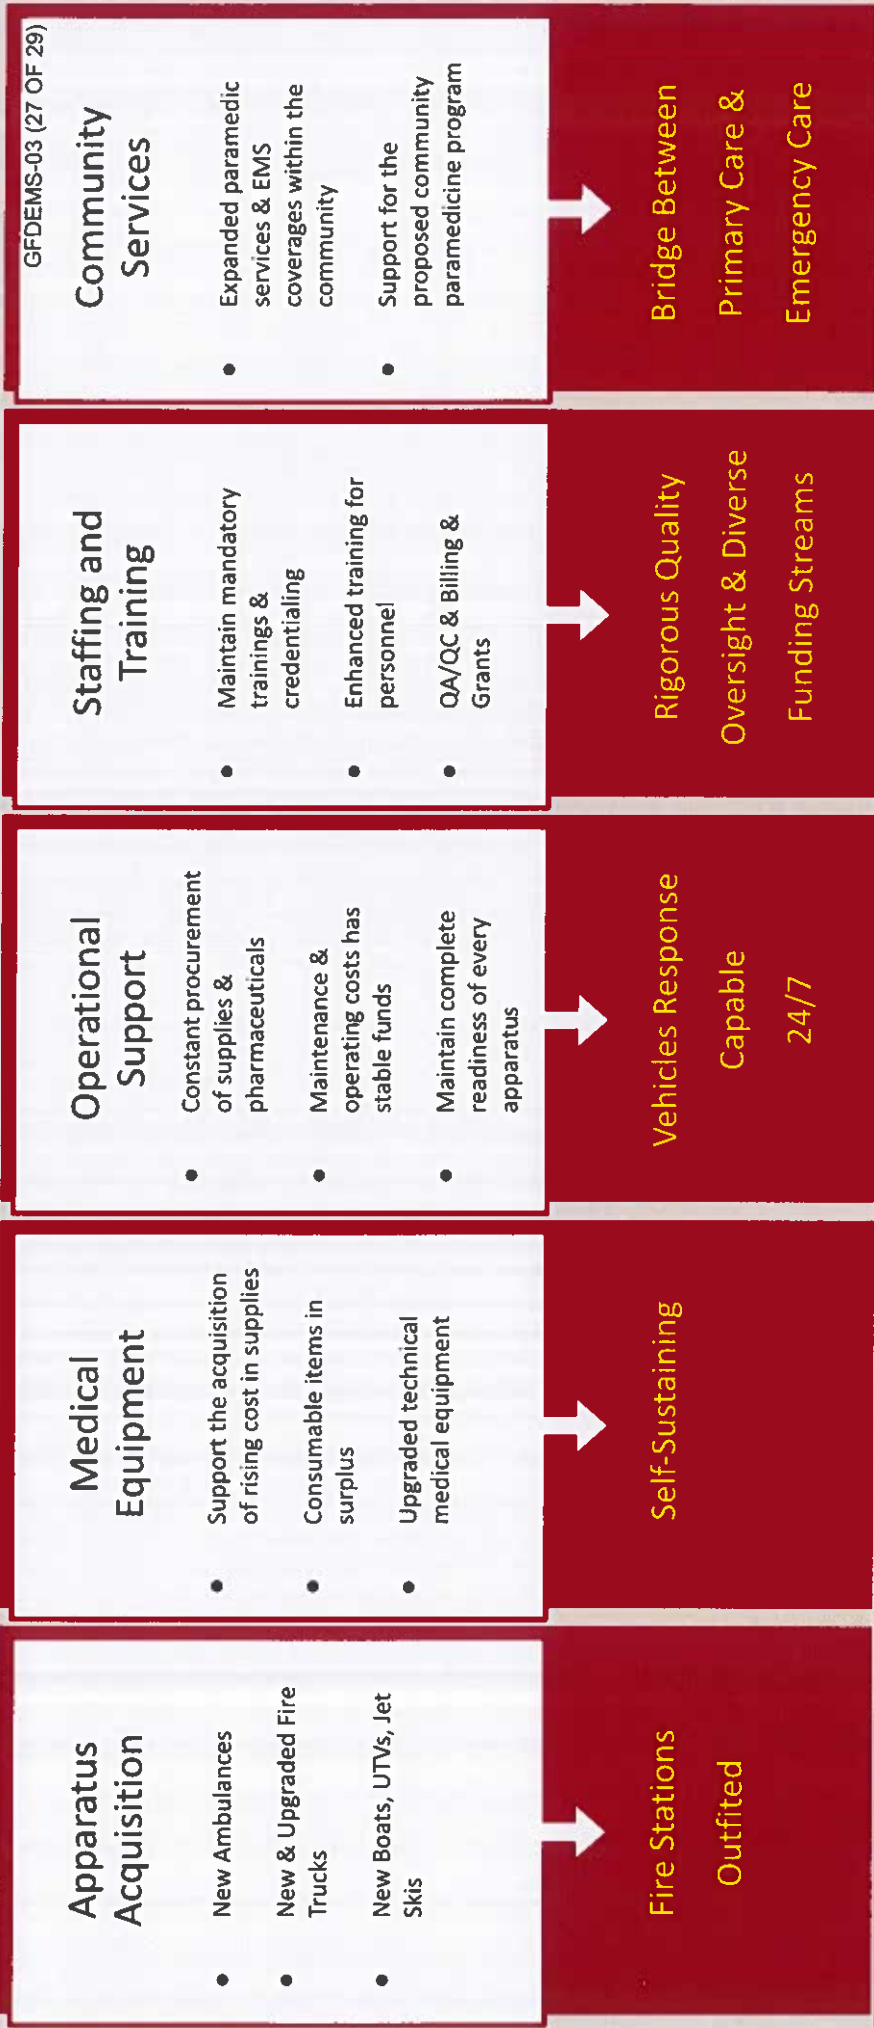 GFDEMS-03 (27 OF 29)
Apparatus
Acquisition
• New Ambulances
• New & Upgraded Fire
Trucks
• New Boats, UTVs, Jet
Skis
Fire Stations
Outfited
Medical
Equipment
• Support the acquisition
of rising cost in supplies
• Consumable items in
surplus
• Upgraded technical
medical equipment
Self-Sustaining
Operational
Support
• Constant procurement
of supplies &
pharmaceuticals
• Maintenance &
operating costs has
stable funds
• Maintain complete
readiness of every
apparatus
Vehicles Response
Capable
24/7
Staffing and
Training
• Maintain mandatory
trainings &
credentialing
• Enhanced training for
personnel
• QA/QC & Billing &
Grants
Rigorous Quality
Oversight & Diverse
Funding Streams
Community
Services
• Expanded paramedic
services & EMS
coverages within the
community
• Support for the
proposed community
paramedicine program
Bridge Between
Primary Care &
Emergency Care